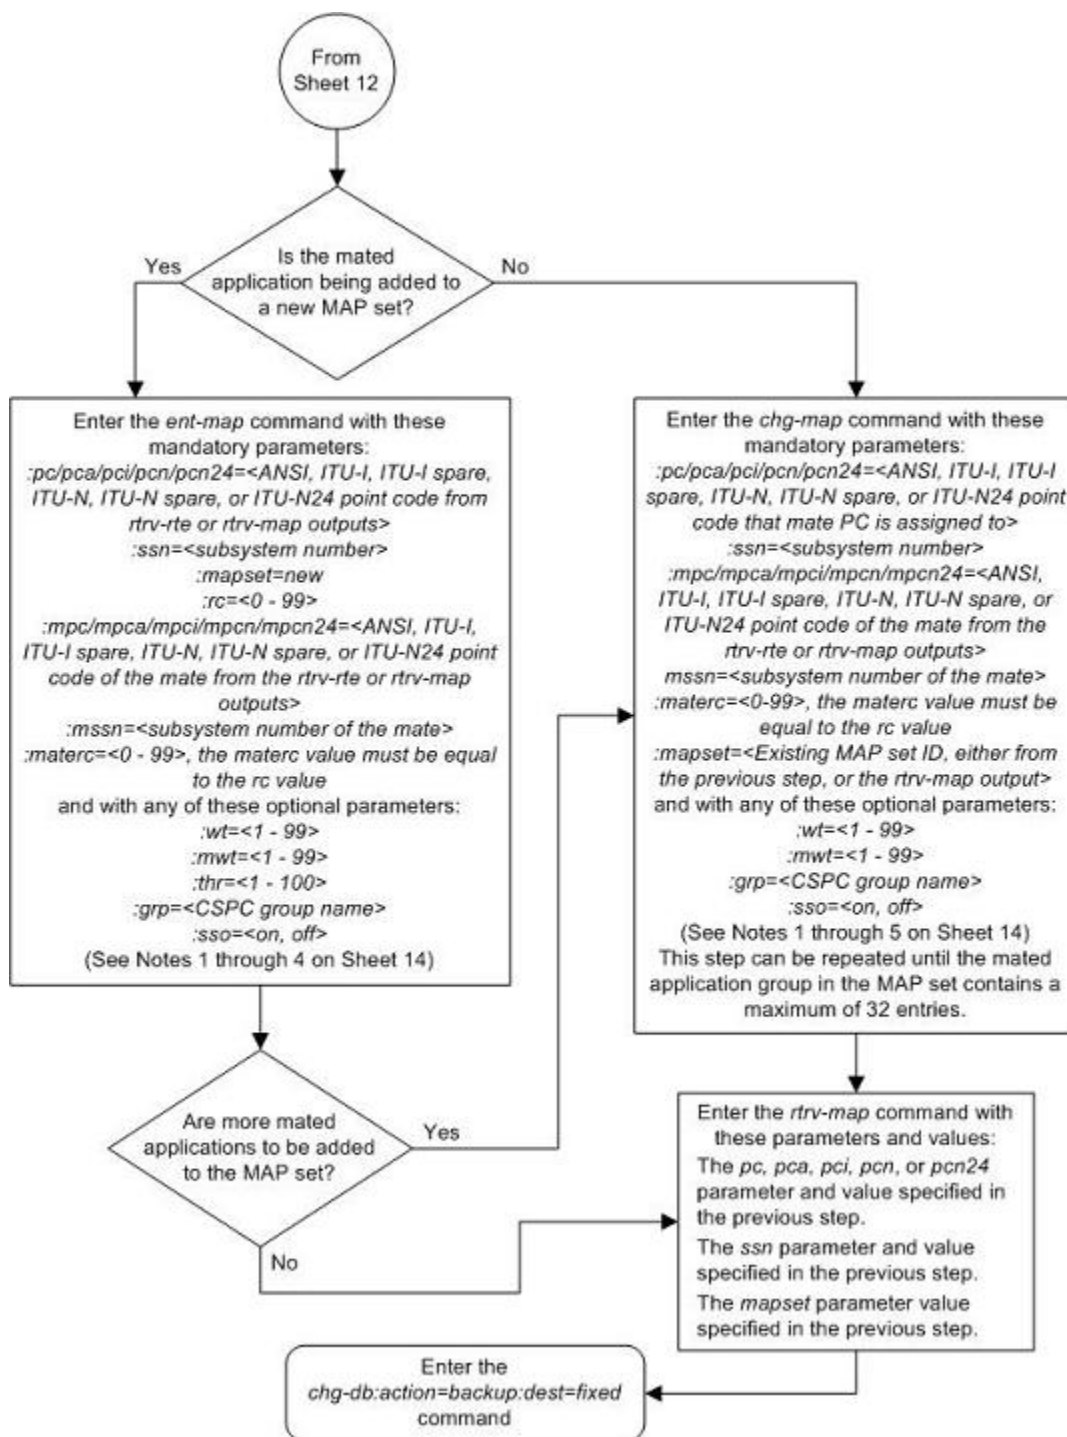 From
Sheet 12
Is the mated
application being added to
a new MAP set?
Yes
No
Enter the ent-map command with these
mandatory parameters:
:pc/pca/pci/pcn/pcn24=<ANSI, ITU-I, ITU-I spare,
ITU-N, ITU-N spare, or ITU-N24 point code from
rtrv-rte or rtrv-map outputs>
:ssn=<subsystem number>
:mapset=new
:rc=<0 - 99>
:mpc/mpca/mpci/mpcn/mpcn24=<ANSI, ITU-I,
ITU-I spare, ITU-N, ITU-N spare, or ITU-N24 point
code of the mate from the rtrv-rte or rtrv-map
outputs>
:mssn=<subsystem number of the mate>
:materc=<0 - 99>, the materc value must be equal
to the rc value
and with any of these optional parameters:
:wt=<1 - 99>
:mwt=<1 - 99>
:thr=<1 - 100>
:grp=<CSPC group name>
:sso=<on, off>
(See Notes 1 through 4 on Sheet 14)
Enter the chg-map command with these
mandatory parameters:
:pc/pca/pci/pcn/pcn24=<ANSI, ITU-I, ITU-I
spare, ITU-N, ITU-N spare, or ITU-N24 point
code that mate PC is assigned to>
:ssn=<subsystem number>
:mpc/mpca/mpci/mpcn/mpcn24=<ANSI,
ITU-I, ITU-I spare, ITU-N, ITU-N spare, or
ITU-N24 point code of the mate from the
rtrv-rte or rtrv-map outputs>
mssn=<subsystem number of the mate>
:materc=<0-99>, the materc value must be
equal to the rc value
:mapset=<Existing MAP set ID, either from
the previous step, or the rtrv-map output>
and with any of these optional parameters:
:wt=<1 - 99>
:mwt=<1 - 99>
:grp=<CSPC group name>
:sso=<on, off>
(See Notes 1 through 5 on Sheet 14)
This step can be repeated until the mated
application group in the MAP set contains a
maximum of 32 entries.
Are more mated
applications to be added
to the MAP set?
Yes
No
Enter the rtrv-map command with
these parameters and values:
The pc, pca, pci, pcn, or pcn24
parameter and value specified in
the previous step.
The ssn parameter and value
specified in the previous step.
The mapset parameter value
specified in the previous step.
Enter the
chg-db:action=backup:dest=fixed
command